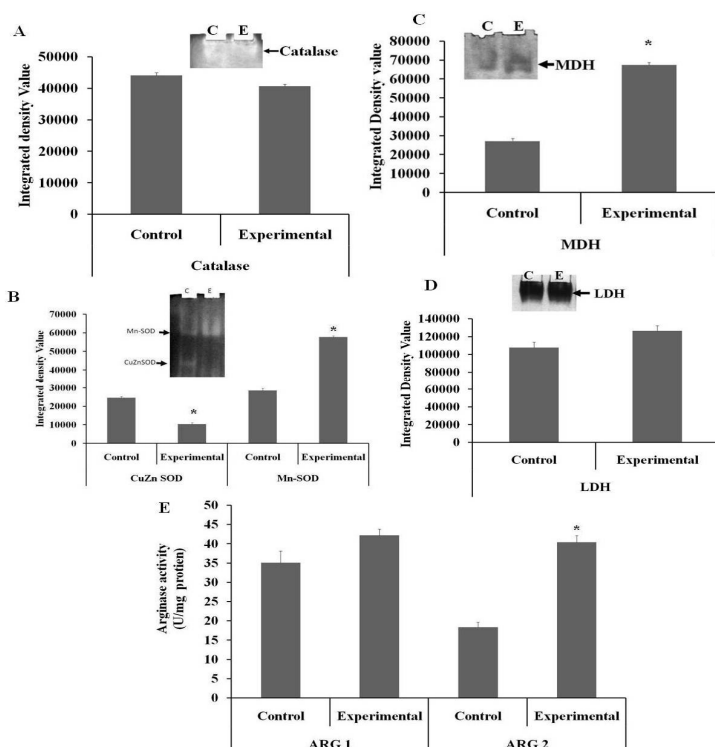 A
C E
Catalase
Integrated density Value
50000
40000
30000
20000
10000
0
Control Experimental
Catalase
C
C E
MDH
Integrated Density value
80000
70000
60000
50000
40000
30000
20000
10000
0
*
Control Experimental
MDH
B
C E
Mn-SOD
CuZnSOD
Integrated density Value
70000
60000
50000
40000
30000
20000
10000
0
*
*
Control Experimental Control Experimental
CuZn SOD Mn-SOD
D
C E
LDH
Integrated Density Value
140000
120000
100000
80000
60000
40000
20000
0
Control Experimental
LDH
E
Arginase activity
(U/mg protien)
50
45
40
35
30
25
20
15
10
5
0
*
Control Experimental Control Experimental
ARG 1 ARG 2